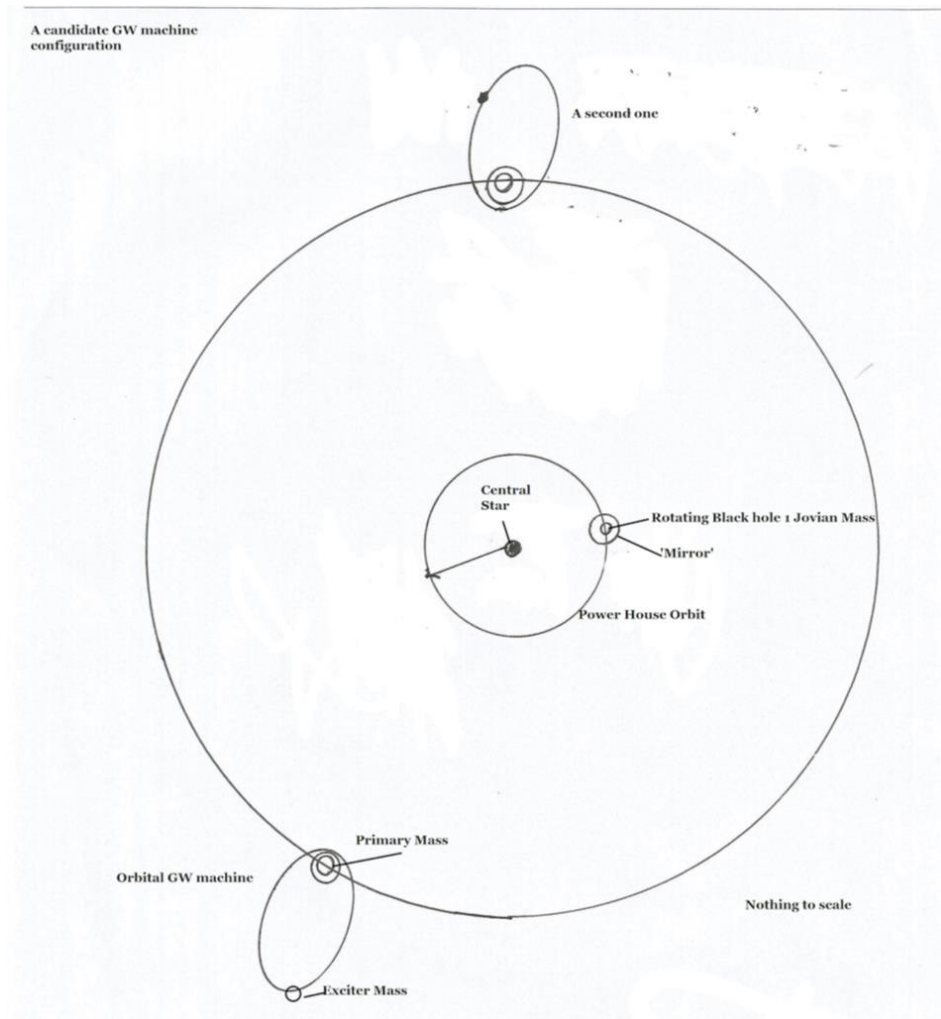 A candidate GW machine
configuration
A second one
Central
Star
Rotating Black hole 1 Jovian Mass
'Mirror'
Power House Orbit
Primary Mass
Orbital GW machine
Nothing to scale
Exciter Mass